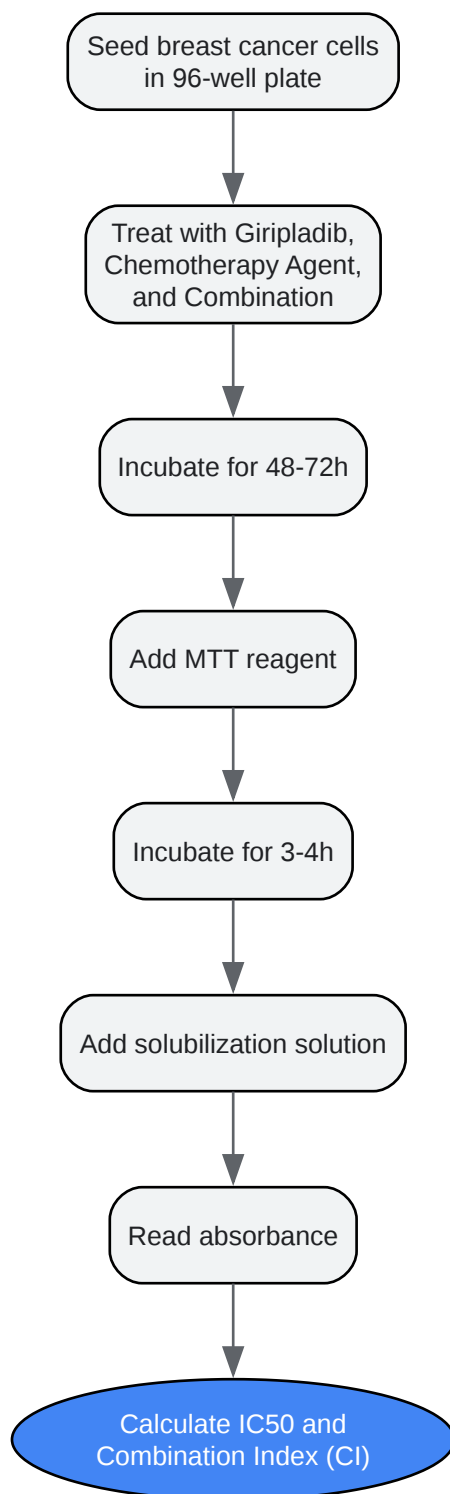 Seed breast cancer cells
in 96-well plate
Treat with Giripladib,
Chemotherapy Agent,
and Combination
Incubate for 48-72h
Add MTT reagent
Incubate for 3-4h
Add solubilization solution
Read absorbance
Calculate IC50 and
Combination Index (CI)